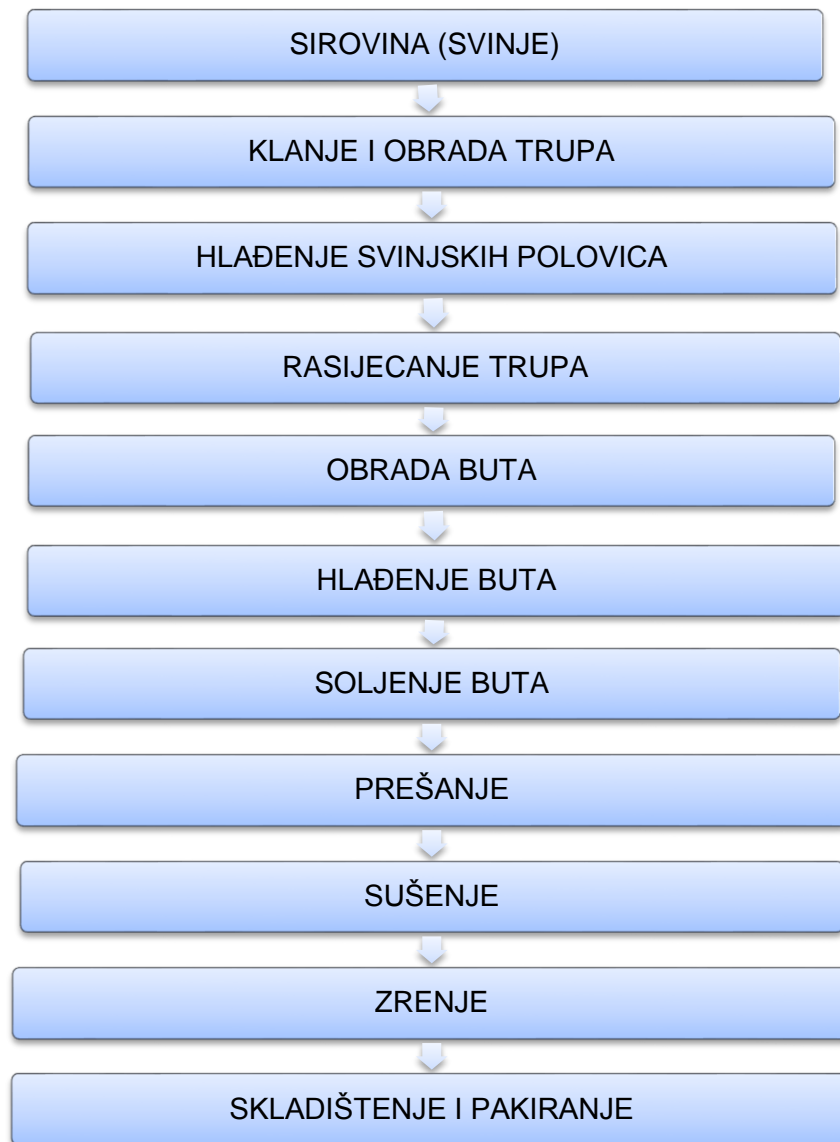 SIROVINA (SVINJE)
KLANJE I OBRADA TRUPA
HLAĐENJE SVINJSKIH POLOVICA
RASIJECANJE TRUPA
OBRADA BUTA
HLAĐENJE BUTA
SOLJENJE BUTA
PREŠANJE
SUŠENJE
ZRENJE
SKLADIŠTENJE I PAKIRANJE